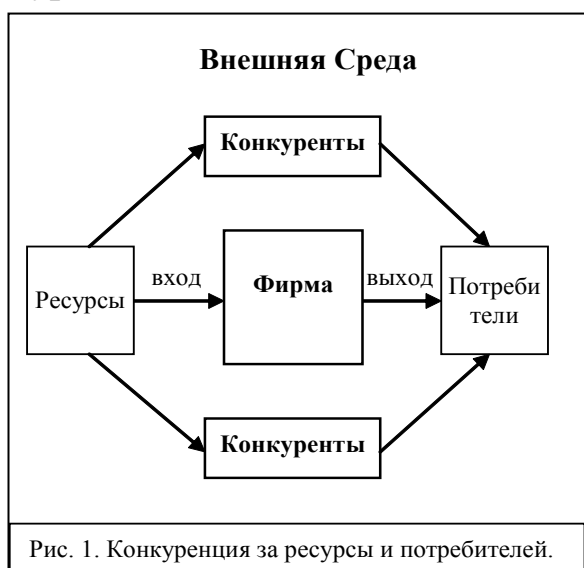 Внешняя Среда
Конкуренты
Ресурсы
вход
Фирма
выход
Потреби
тели
Конкуренты
Рис. 1. Конкуренция за ресурсы и потребителей.